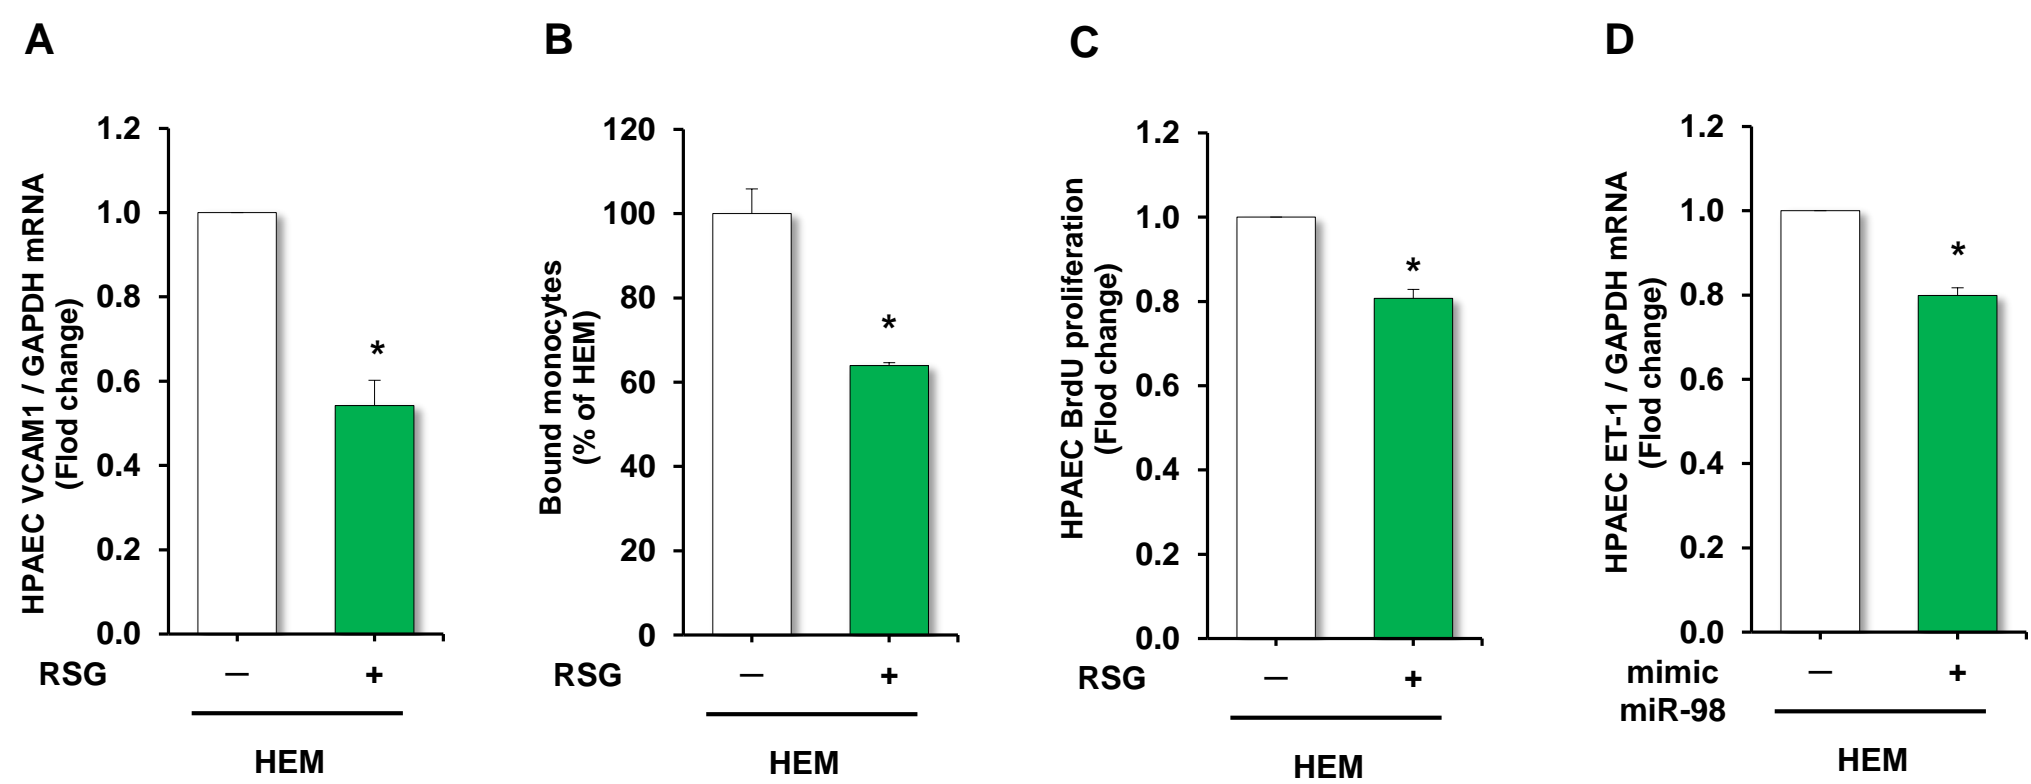 A
HPAEC VCAM1 / GAPDH mRNA
(Flod change)
1.2
1.0
0.8
0.6
0.4
0.2
0.0
*
RSG — +
HEM
B
Bound monocytes
(% of HEM)
120
100
80
60
40
20
0
*
RSG — +
HEM
C
HPAEC BrdU proliferation
(Flod change)
1.2
1.0
0.8
0.6
0.4
0.2
0.0
*
RSG — +
HEM
D
HPAEC ET-1 / GAPDH mRNA
(Flod change)
1.2
1.0
0.8
0.6
0.4
0.2
0.0
*
mimic — +
miR-98
HEM